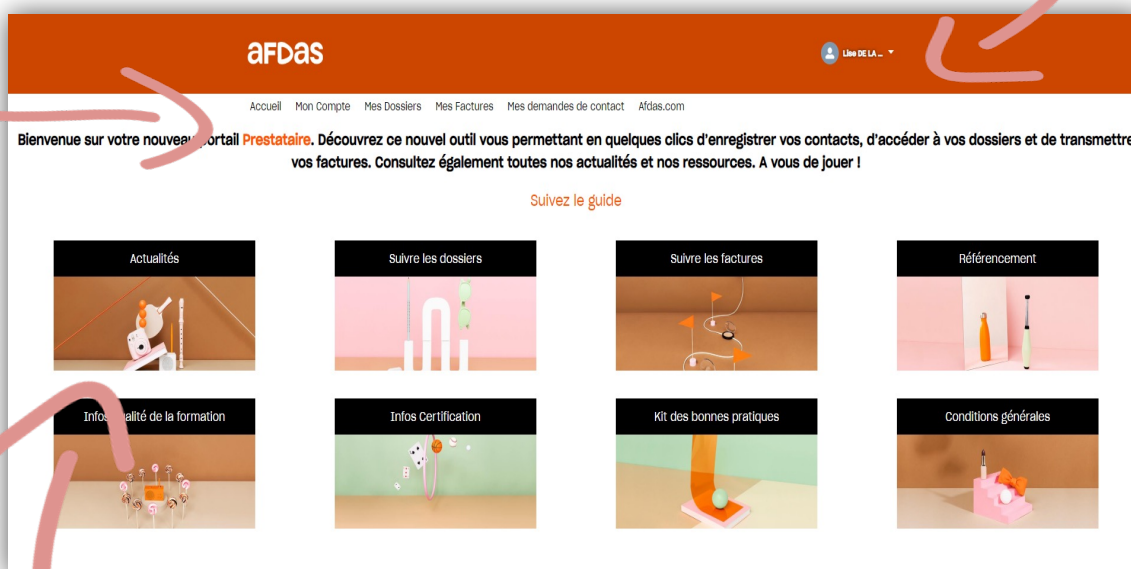 aFDas
Lise DE LA ...
Accueil Mon Compte Mes Dossiers Mes Factures Mes demandes de contact Afdas.com
Bienvenue sur votre nouveau portail Prestataire. Découvrez ce nouvel outil vous permettant en quelques clics d'enregistrer vos contacts, d'accéder à vos dossiers et de transmettre
vos factures. Consultez également toutes nos actualités et nos ressources. A vous de jouer !
Suivez le guide
Actualités Suivre les dossiers Suivre les factures Référencement
Infos qualité de la formation Infos Certification Kit des bonnes pratiques Conditions générales